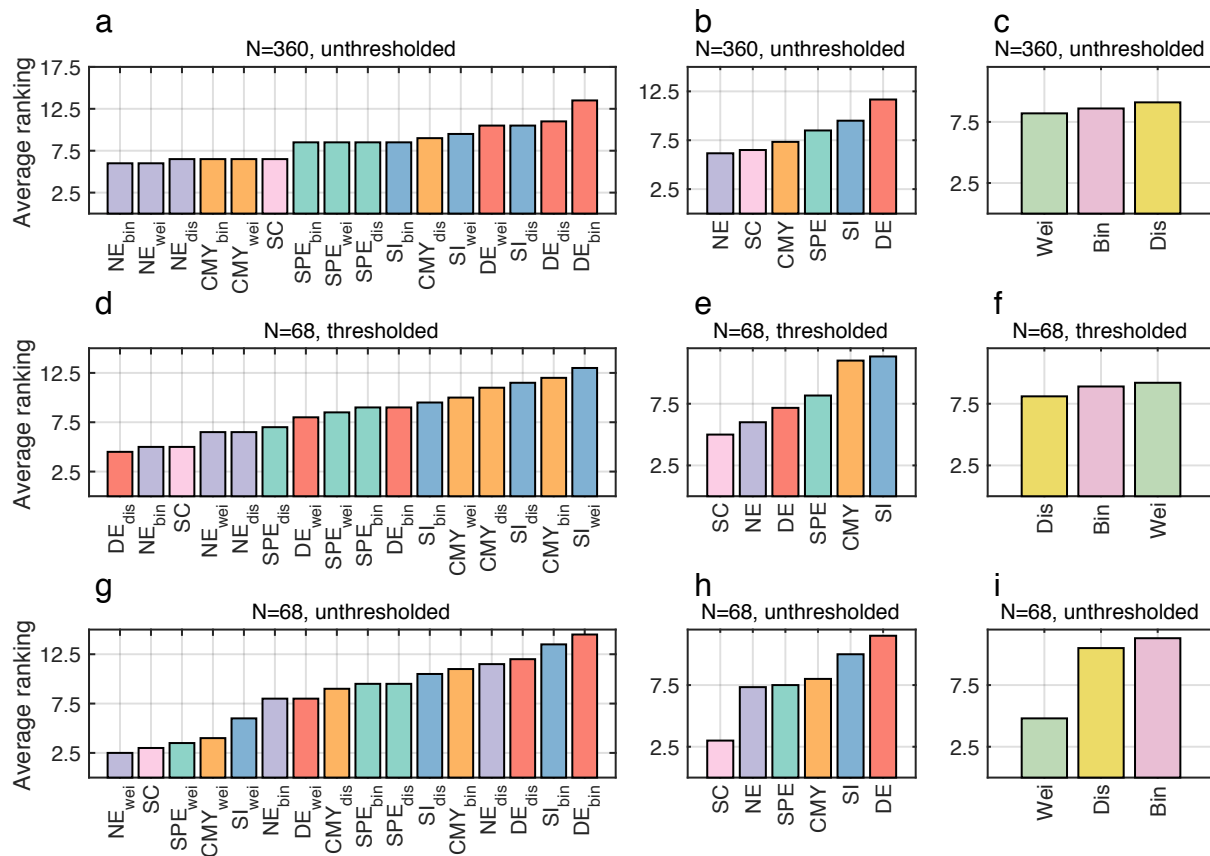 a
N=360, unthresholded
Average ranking
17.5
12.5
7.5
2.5
NEbin
NEwei
NEdis
CMYbin
CMYwei
SC
SPEbin
SPEwei
SPEdis
SIbin
CMYdis
SIwei
DEwei
SIdis
DEdis
DEbin
b
N=360, unthresholded
12.5
7.5
2.5
NE
SC
CMY
SPE
SI
DE
c
N=360, unthresholded
7.5
2.5
Wei
Bin
Dis
d
N=68, thresholded
Average ranking
12.5
7.5
2.5
DEdis
NEbin
SC
NEwei
NEdis
SPEdis
DEwei
SPEwei
SPEbin
DEbin
SIbin
CMYwei
CMYdis
SIdis
CMYbin
SIwei
e
N=68, thresholded
7.5
2.5
SC
NE
DE
SPE
CMY
SI
f
N=68, thresholded
7.5
2.5
Dis
Bin
Wei
g
N=68, unthresholded
Average ranking
12.5
7.5
2.5
NEwei
SC
SPEwei
CMYwei
SIwei
NEbin
DEwei
CMYdis
SPEbin
SPEdis
SIdis
CMYbin
NEdis
DEdis
SIbin
DEbin
h
N=68, unthresholded
7.5
2.5
SC
NE
SPE
CMY
SI
DE
i
N=68, unthresholded
7.5
2.5
Wei
Dis
Bin